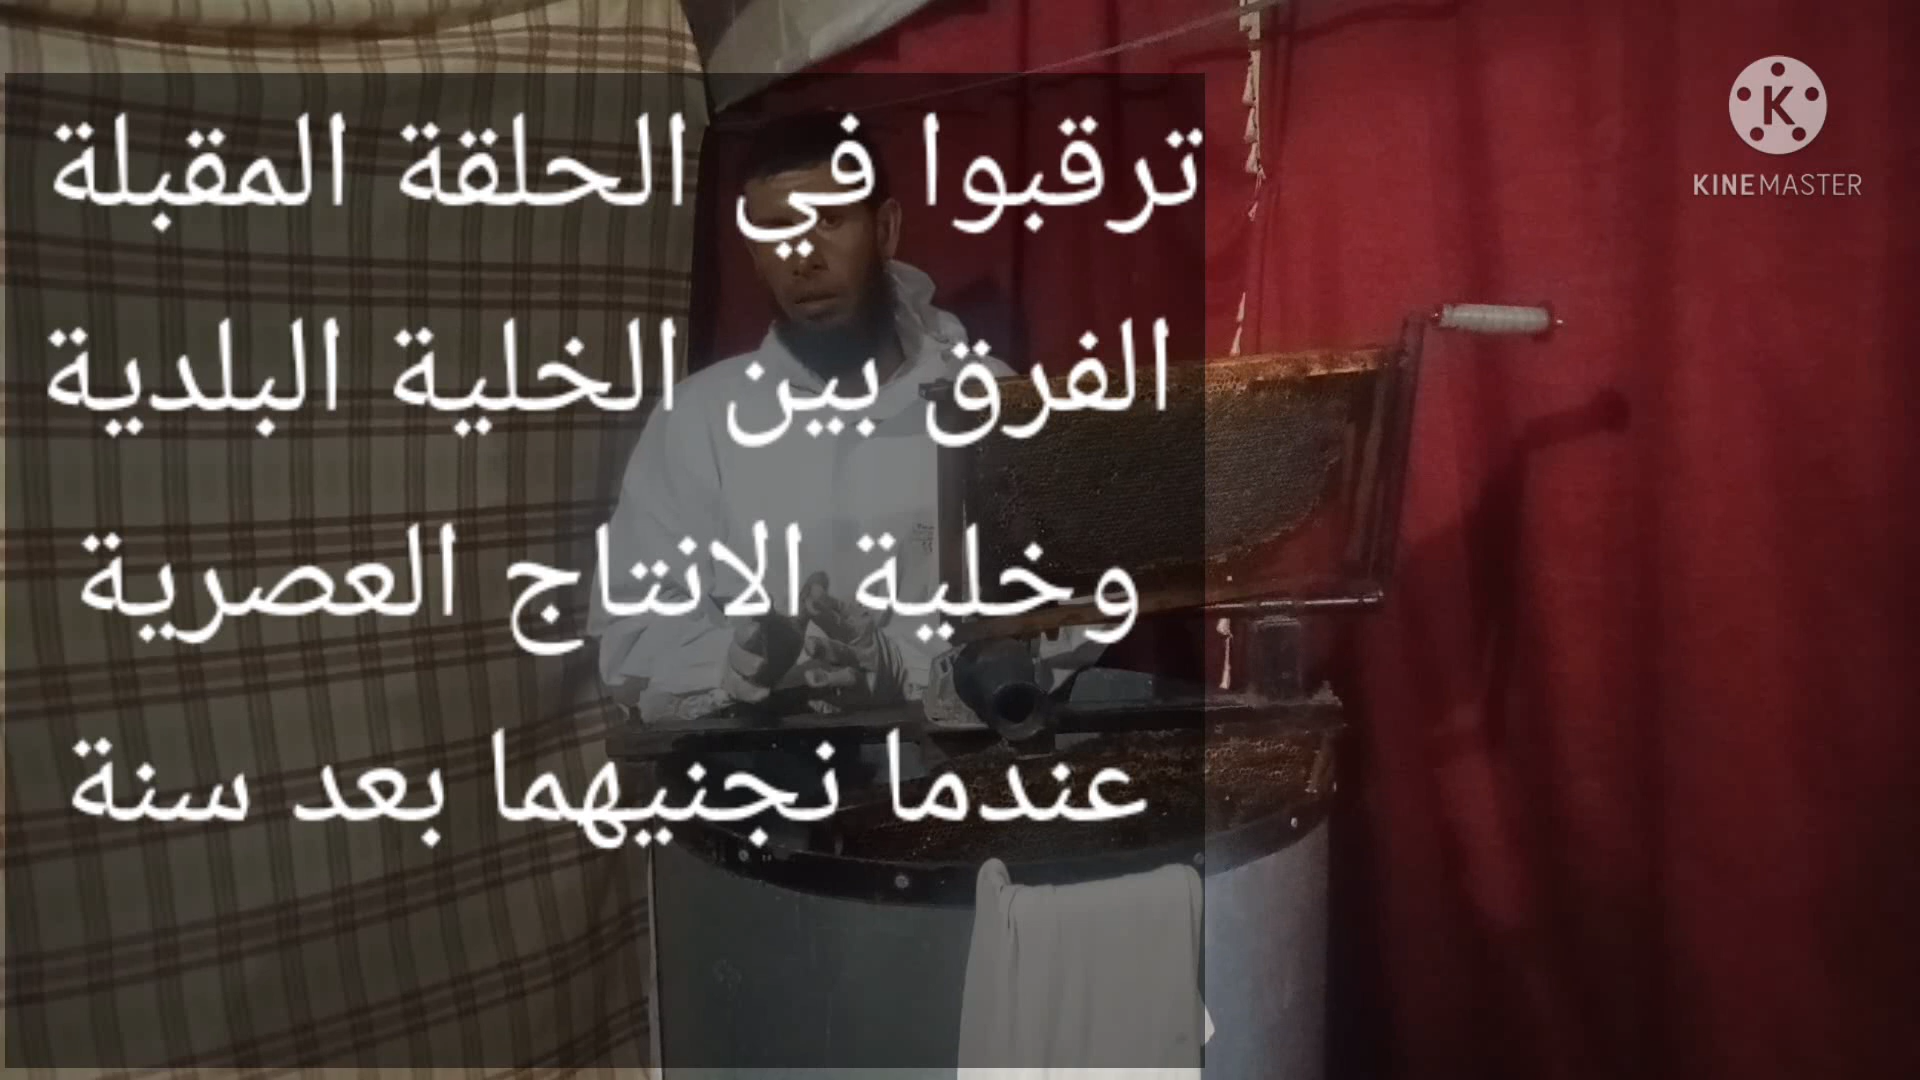 ترقبوا في الحلقة المقبلة
الفرق بين الخلية البلدية
وخلية الانتاج العصرية
عندما نجنيهما بعد سنة
K
KINEMASTER